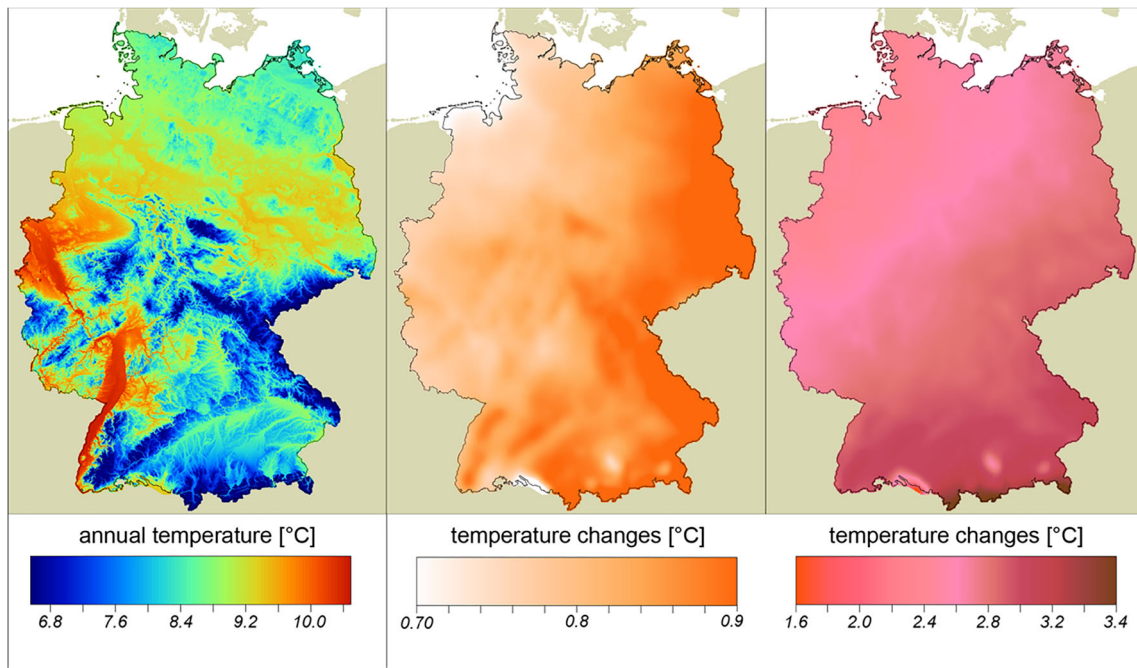 annual temperature [°C]
6.8 7.6 8.4 9.2 10.0
temperature changes [°C]
0.70 0.8 0.9
temperature changes [°C]
1.6 2.0 2.4 2.8 3.2 3.4